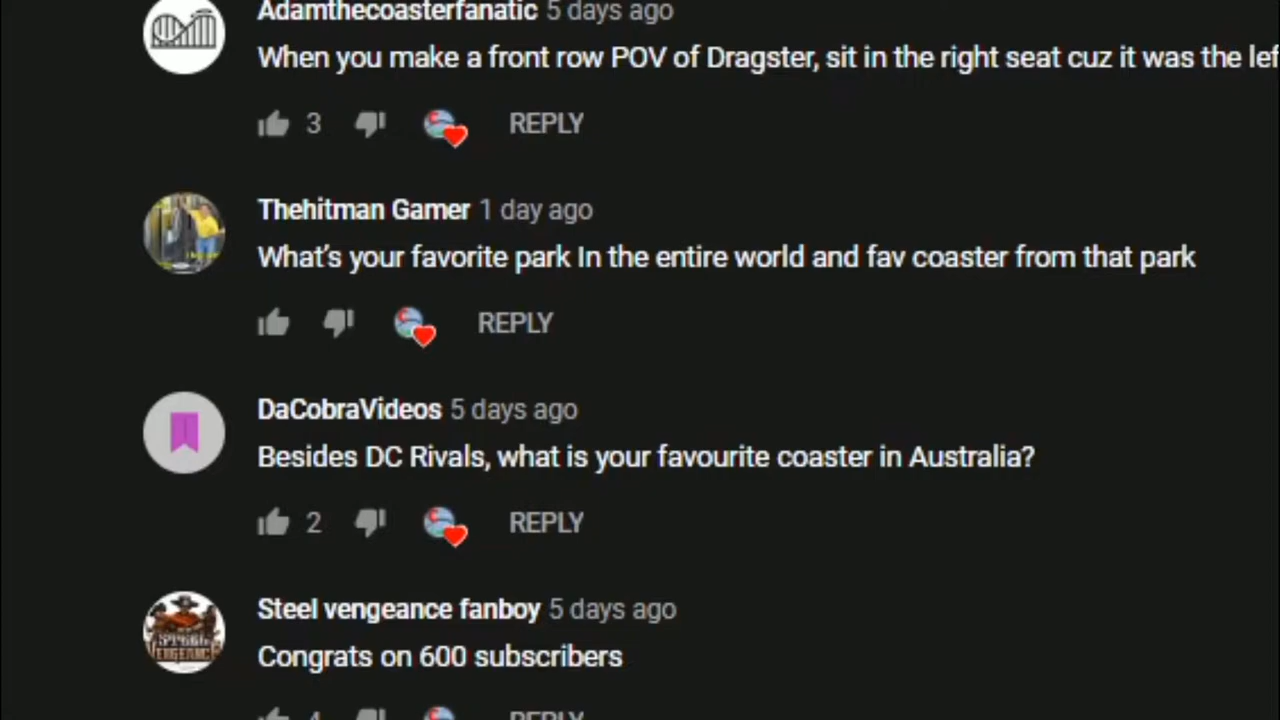 Adamthecoasterfanatic 5 days ago
When you make a front row POV of Dragster, sit in the right seat cuz it was the lef
3 REPLY
Thehitman Gamer 1 day ago
What's your favorite park In the entire world and fav coaster from that park
REPLY
DaCobraVideos 5 days ago
Besides DC Rivals, what is your favourite coaster in Australia?
2 REPLY
Steel vengeance fanboy 5 days ago
Congrats on 600 subscribers
4 REPLY